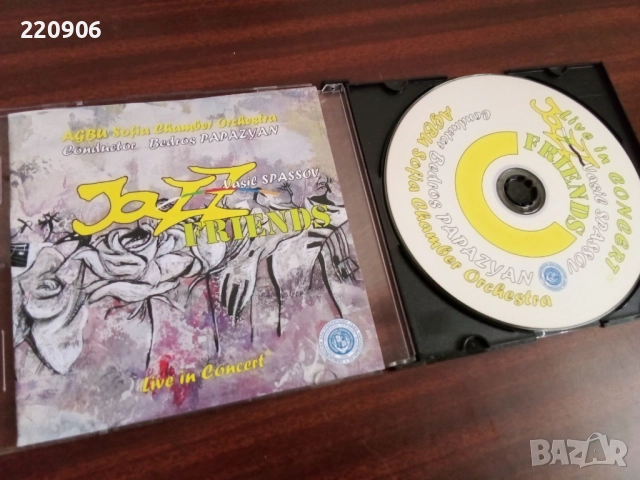 220906
AGBU Sofia Chamber Orchestra
Conductor Bedros PAPAZYAN
Vasil SPASSOV
JaZZ
FRIENDS
Live in Concert
Live in CONCERT
JaZZ
Vasil SPASSOV
FRIENDS
Conductor Bedros PAPAZYAN
AGBU Sofia Chamber Orchestra
BAZAR